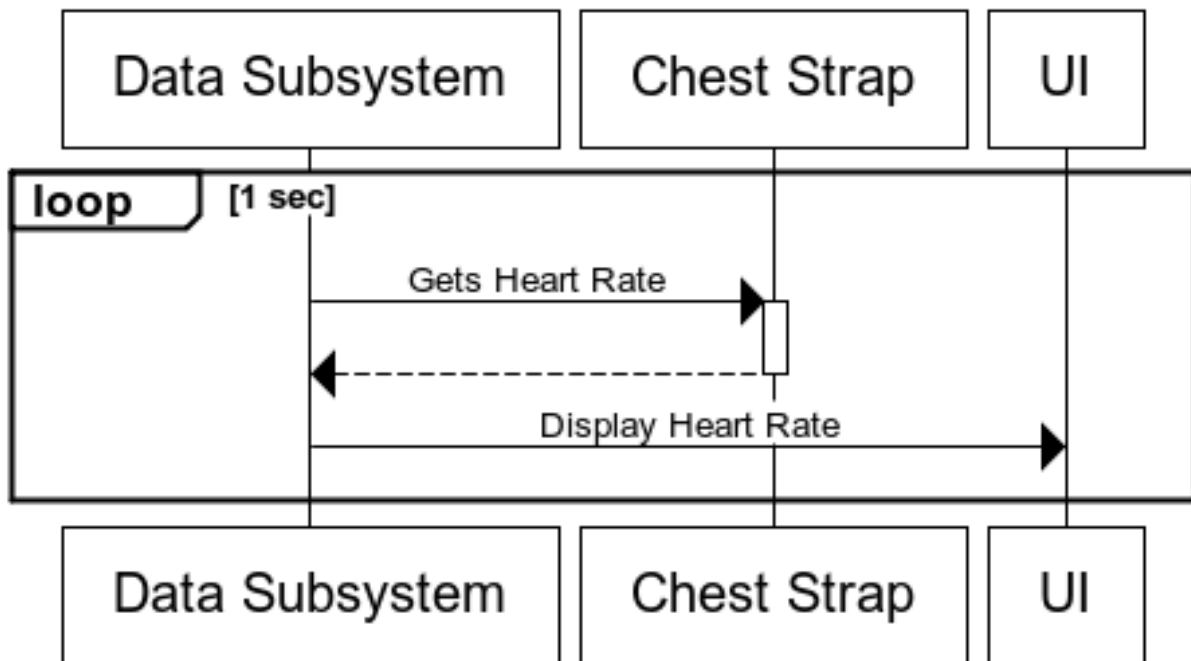 Data Subsystem
Chest Strap
UI
loop
[1 sec]
Gets Heart Rate
Display Heart Rate
Data Subsystem
Chest Strap
UI